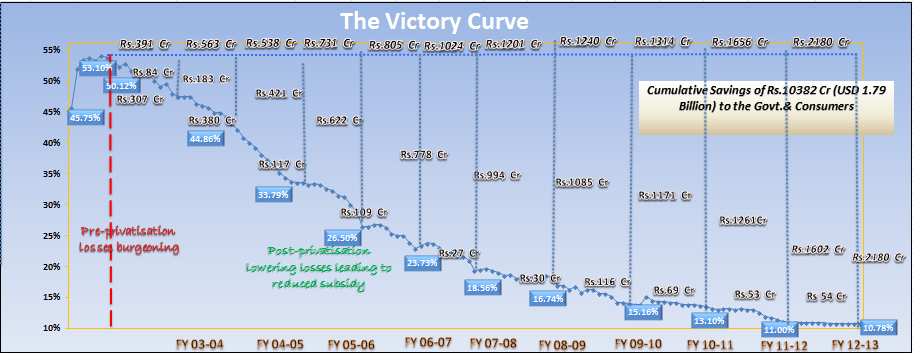 The Victory Curve
55%
50%
45%
40%
35%
30%
25%
20%
15%
10%
Rs.391 Cr
Rs.563 Cr
Rs.538 Cr
Rs.731 Cr
Rs.805 Cr
Rs.1024 Cr
Rs.1201 Cr
Rs.1240 Cr
Rs.1314 Cr
Rs.1656 Cr
Rs.2180 Cr
53.10%
50.12%
Rs.84 Cr
Rs.183 Cr
Cumulative Savings of Rs.10382 Cr (USD 1.79
Billion) to the Govt.& Consumers
Rs.307 Cr
Rs.421 Cr
45.75%
Rs.380 Cr
Rs.622 Cr
44.86%
Rs.117 Cr
Rs.778 Cr
Rs.994 Cr
Rs.1085 Cr
33.79%
Rs.1171 Cr
Rs.109 Cr
Rs.1261Cr
Pre-privatisation
losses burgeoning
26.50%
Post-privatisation
lowering losses leading to
reduced subsidy
Rs.27 Cr
23.73%
Rs.1602 Cr
Rs.2180 Cr
18.56%
Rs.30 Cr
Rs.116 Cr
16.74%
Rs.69 Cr
Rs.53 Cr
Rs.54 Cr
15.16%
13.10%
11.00%
10.78%
FY 03-04
FY 04-05
FY 05-06
FY 06-07
FY 07-08
FY 08-09
FY 09-10
FY 10-11
FY 11-12
FY 12-13